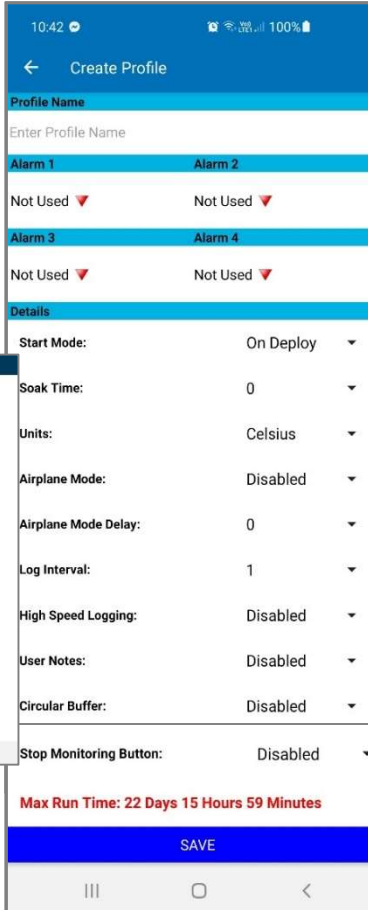 10:42 100%
Create Profile
Profile Name
Enter Profile Name
Alarm 1 Alarm 2
Not Used Not Used
Alarm 3 Alarm 4
Not Used Not Used
Details
Start Mode: On Deploy
Soak Time: 0
Units: Celsius
Airplane Mode: Disabled
Airplane Mode Delay: 0
Log Interval: 1
High Speed Logging: Disabled
User Notes: Disabled
Circular Buffer: Disabled
Stop Monitoring Button: Disabled
Max Run Time: 22 Days 15 Hours 59 Minutes
SAVE